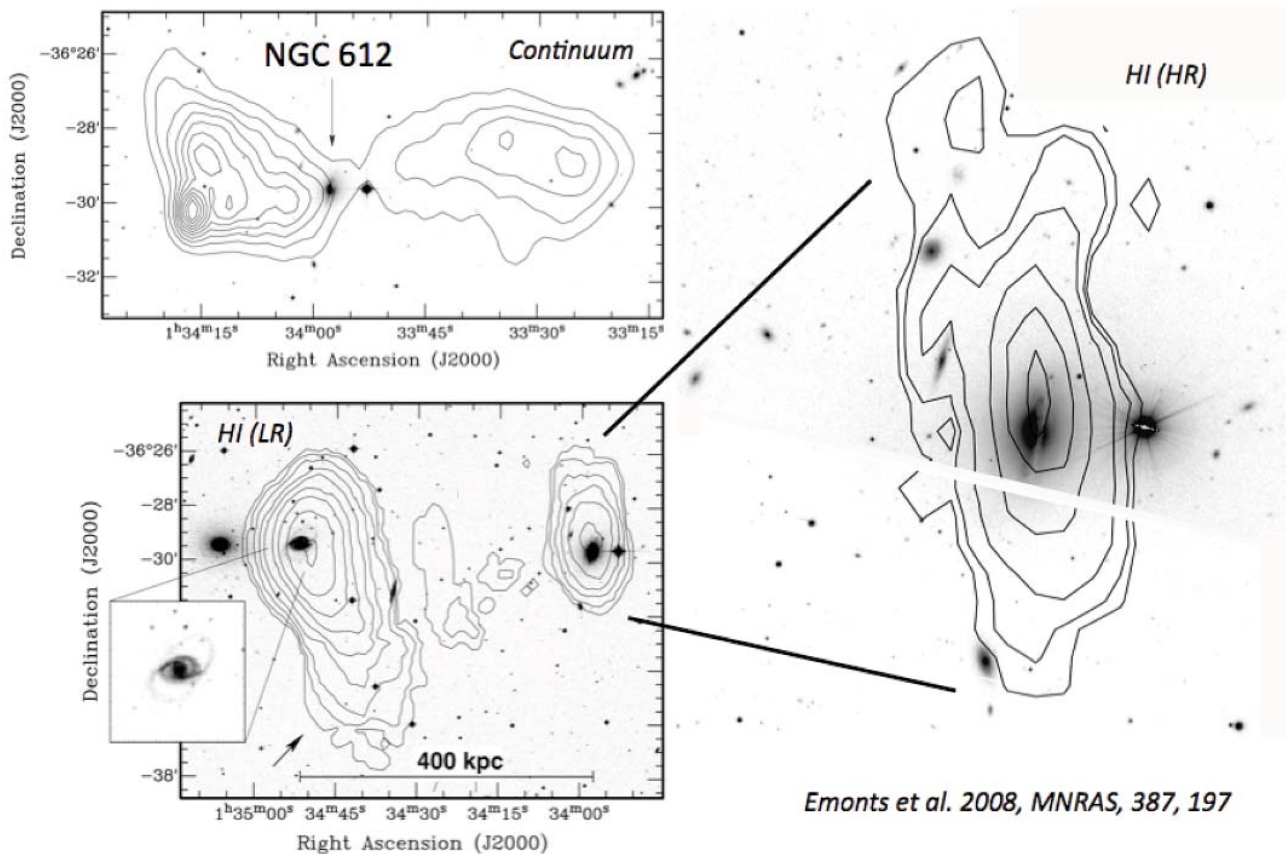 NGC 612
Continuum
−36°26'
−28'
−30'
−32'
Declination (J2000)
1ʰ34ᵐ15ˢ 34ᵐ00ˢ 33ᵐ45ˢ 33ᵐ30ˢ 33ᵐ15ˢ
Right Ascension (J2000)
HI (LR)
−36°26'
−28'
−30'
−38'
Declination (J2000)
400 kpc
1ʰ35ᵐ00ˢ 34ᵐ45ˢ 34ᵐ30ˢ 34ᵐ15ˢ 34ᵐ00ˢ
Right Ascension (J2000)
HI (HR)
Emonts et al. 2008, MNRAS, 387, 197